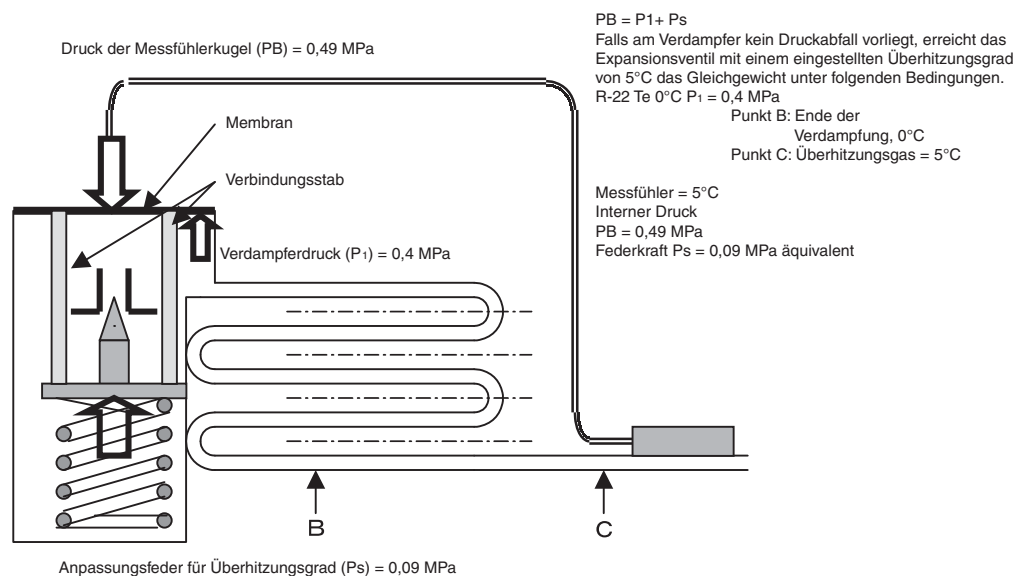 PB = P1+ Ps
Falls am Verdampfer kein Druckabfall vorliegt, erreicht das
Expansionsventil mit einem eingestellten Überhitzungsgrad
von 5°C das Gleichgewicht unter folgenden Bedingungen.
R-22 Te 0°C P1 = 0,4 MPa
Punkt B: Ende der
Verdampfung, 0°C
Punkt C: Überhitzungsgas = 5°C
Messfühler = 5°C
Interner Druck
PB = 0,49 MPa
Federkraft Ps = 0,09 MPa äquivalent
Druck der Messfühlerkugel (PB) = 0,49 MPa
Membran
Verbindungsstab
Verdampferdruck (P1) = 0,4 MPa
B
C
Anpassungsfeder für Überhitzungsgrad (Ps) = 0,09 MPa